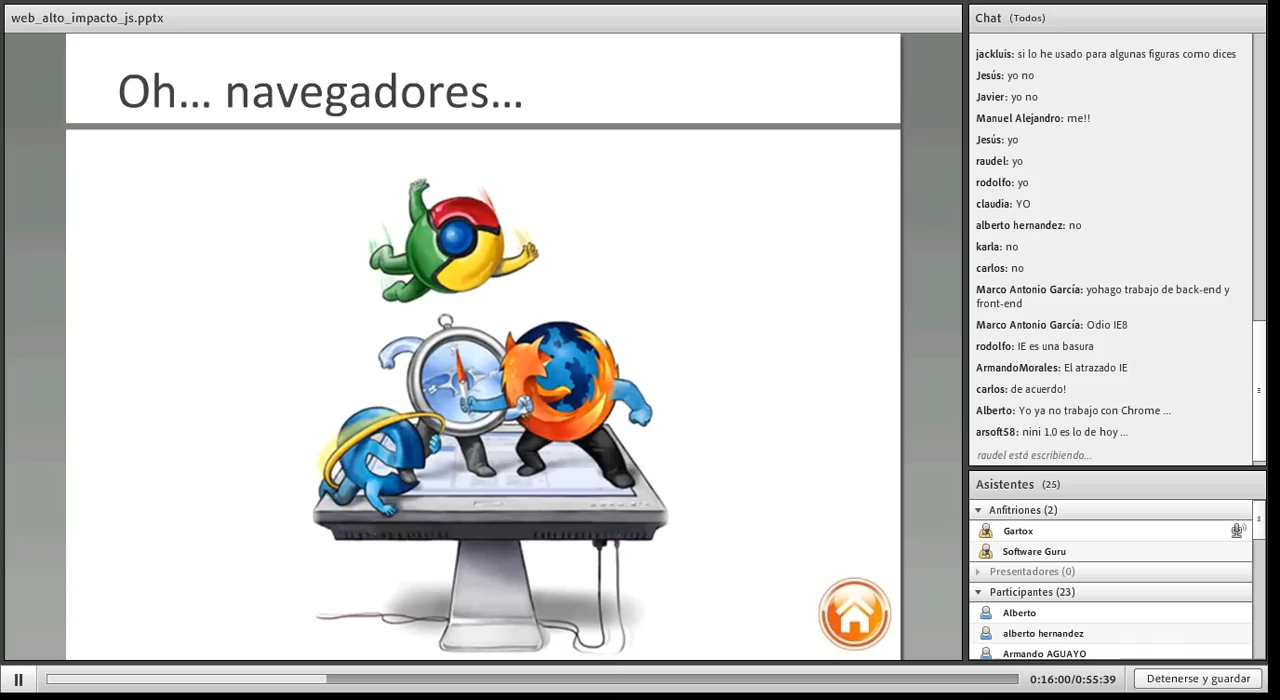 web_alto_impacto_js.pptx
Oh... navegadores...
Chat (Todos)
jackluis: si lo he usado para algunas figuras como dices
Jesús: yo no
Javier: yo no
Manuel Alejandro: me!!
Jesús: yo
raudel: yo
rodolfo: yo
claudia: YO
alberto hernandez: no
karla: no
carlos: no
Marco Antonio García: yohago trabajo de back-end y
front-end
Marco Antonio García: Odio IE8
rodolfo: IE es una basura
ArmandoMorales: El atrazado IE
carlos: de acuerdo!
Alberto: Yo ya no trabajo con Chrome ...
arsoft58: nini 1.0 es lo de hoy ...
raudel está escribiendo...
Asistentes (25)
Anfitriones (2)
Gartox
Software Guru
Presentadores (0)
Participantes (23)
Alberto
alberto hernandez
Armando AGUAYO
0:16:00/0:55:39
Detenerse y guardar